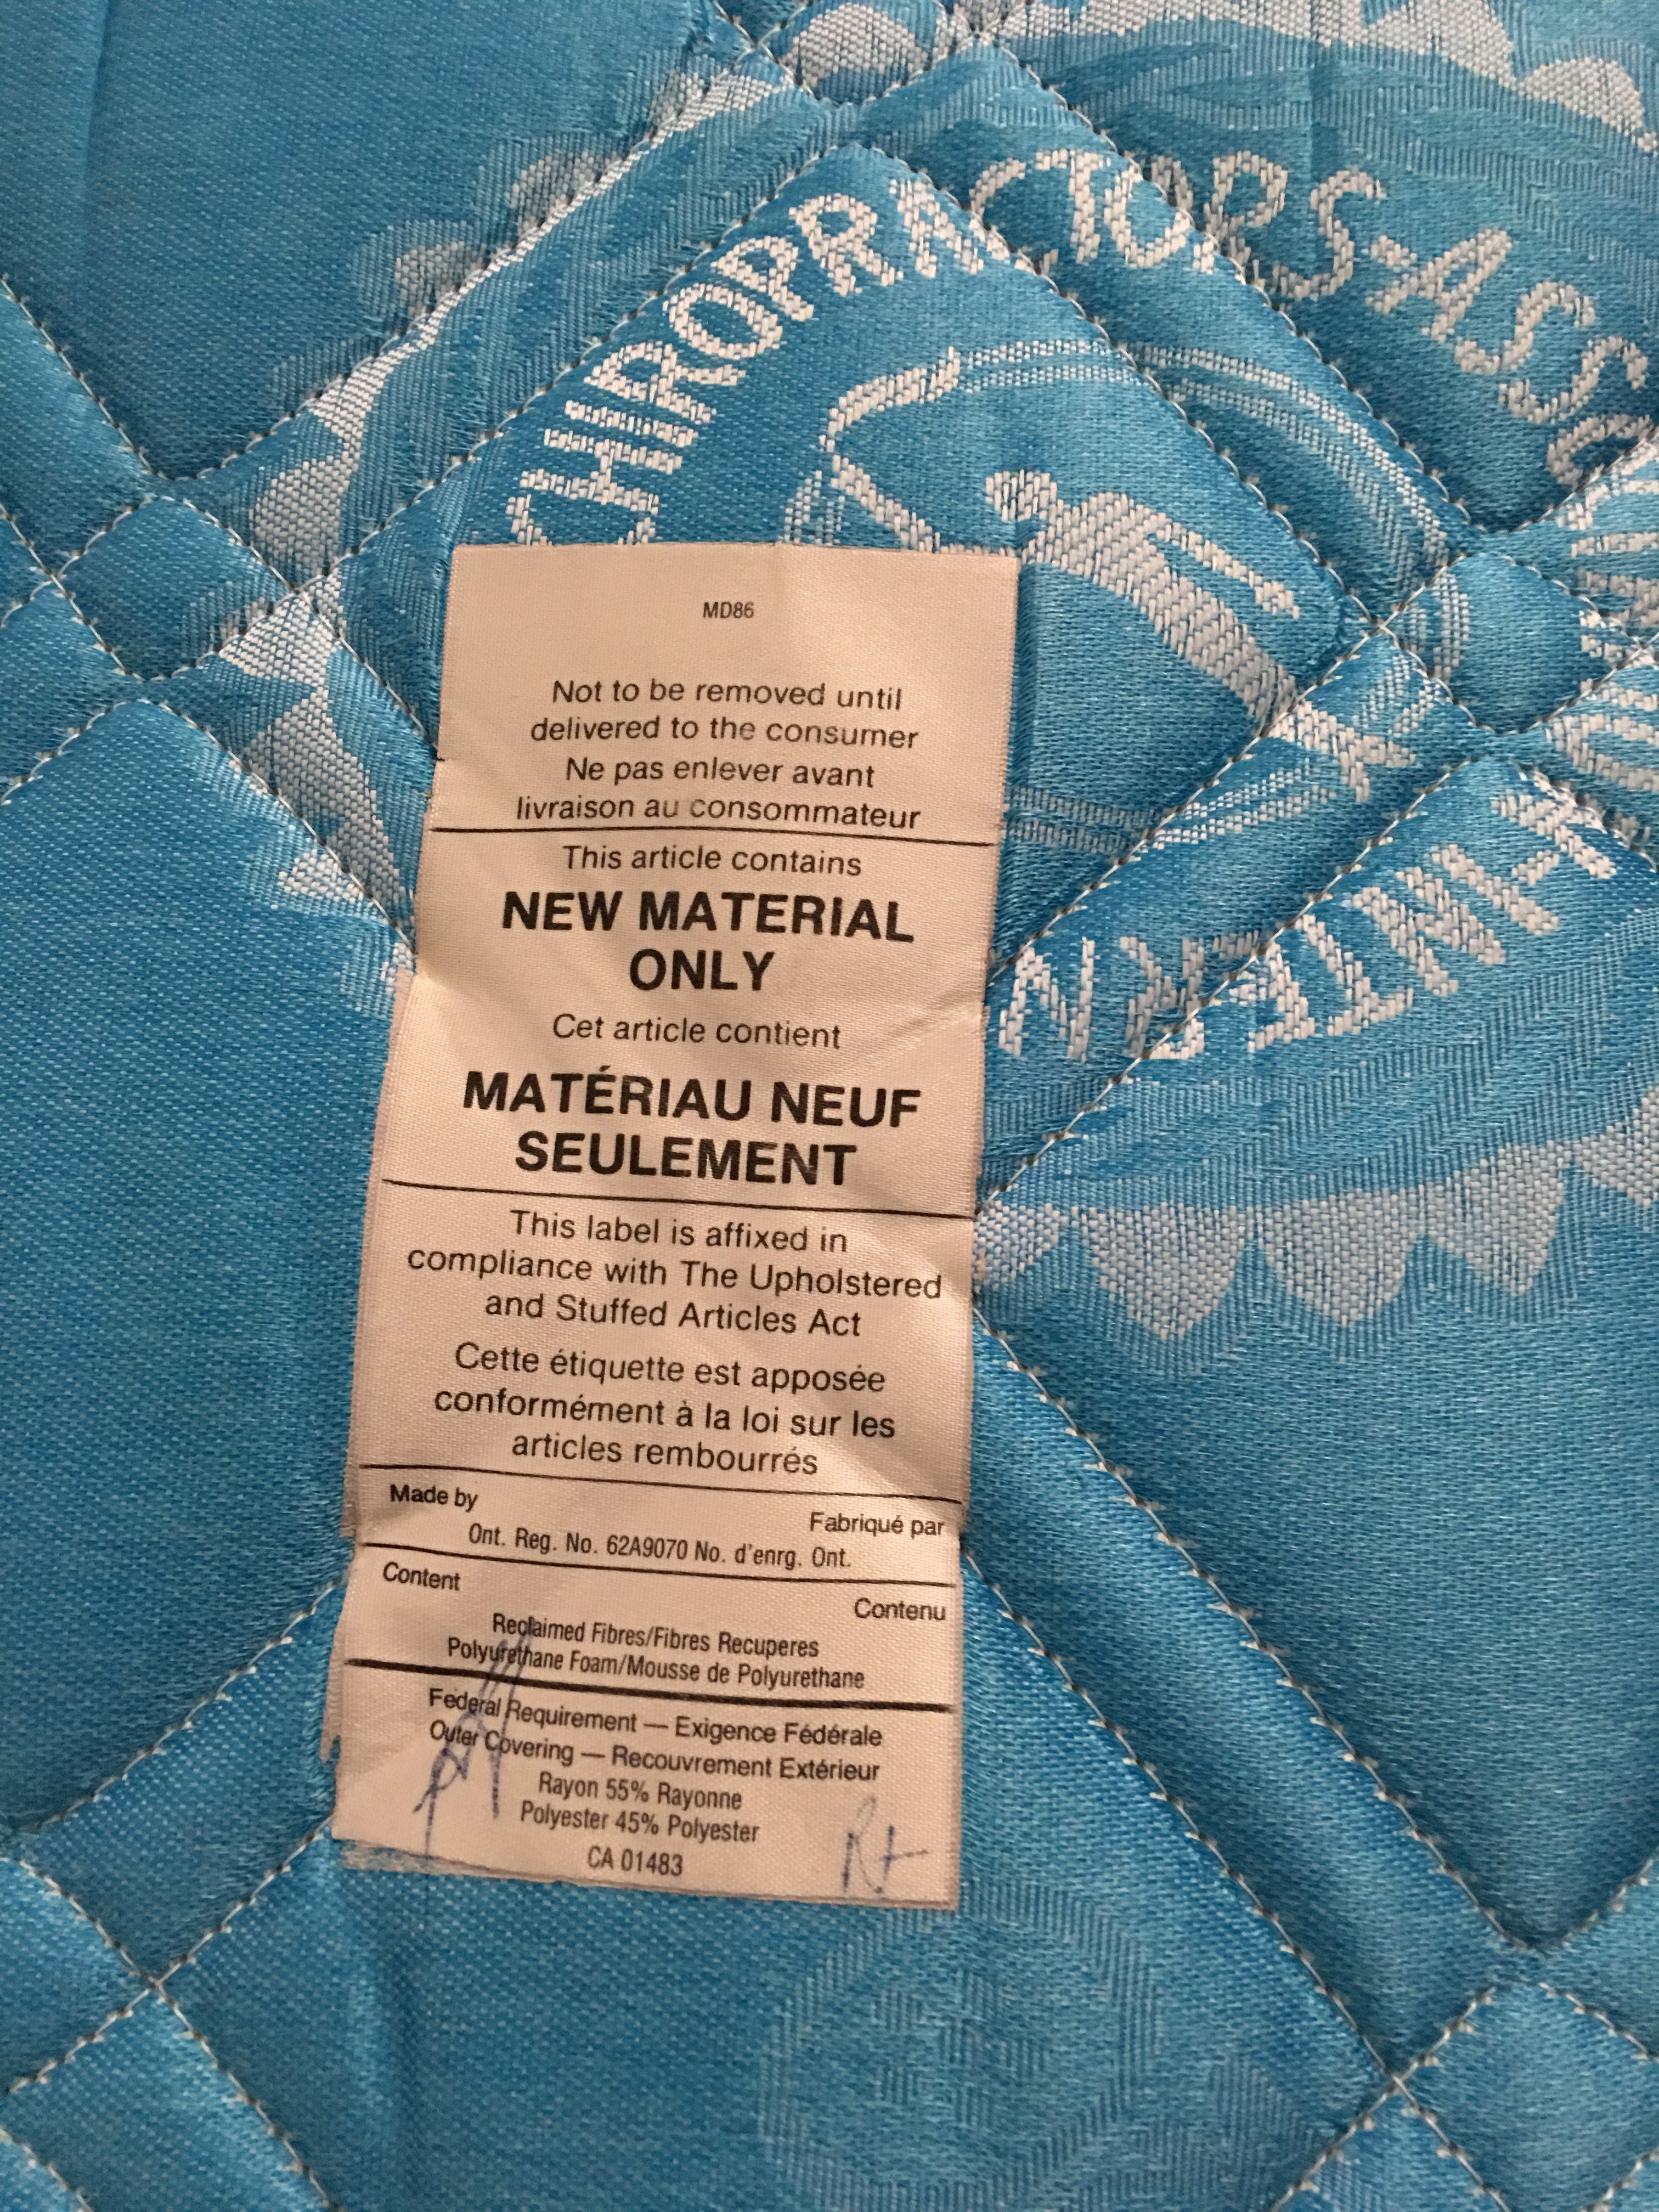 CHIROPRACTORS-ASSO
MD86
Not to be removed until
delivered to the consumer
Ne pas enlever avant
livraison au consommateur
This article contains
NEW MATERIAL
ONLY
Cet article contient
MATÉRIAU NEUF
SEULEMENT
This label is affixed in
compliance with The Upholstered
and Stuffed Articles Act
Cette étiquette est apposée
conformément à la loi sur les
articles rembourrés
Made by
Fabriqué par
Ont. Reg. No. 62A9070 No. d'enrg. Ont.
Content
Contenu
Reclaimed Fibres/Fibres Recuperes
Polyurethane Foam/Mousse de Polyurethane
Federal Requirement — Exigence Fédérale
Outer Covering — Recouvrement Extérieur
Rayon 55% Rayonne
Polyester 45% Polyester
CA 01483